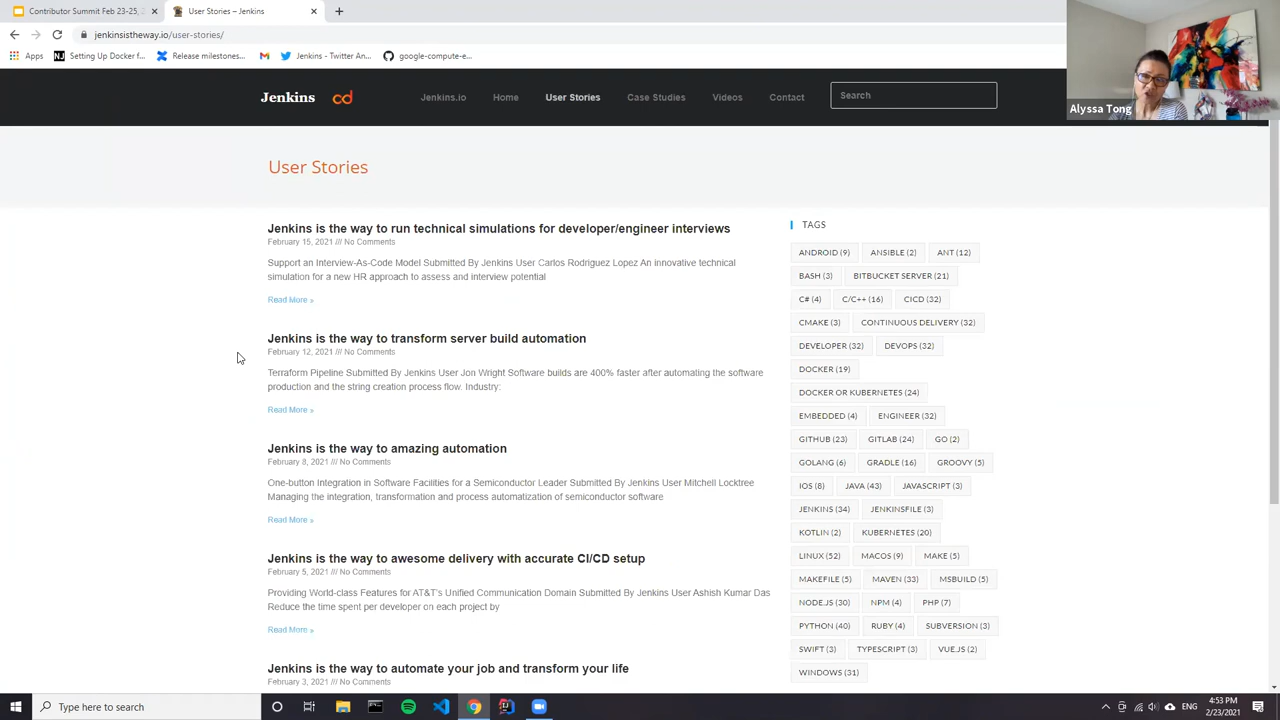 Contributor Summit Feb 23-25,
User Stories – Jenkins
jenkinsistheway.io/user-stories/
Apps
Setting Up Docker f...
Release milestones...
Jenkins - Twitter An...
google-compute-e...
Alyssa Tong
Jenkins
cd
Jenkins.io
Home
User Stories
Case Studies
Videos
Contact
Search
User Stories
Jenkins is the way to run technical simulations for developer/engineer interviews
February 15, 2021 /// No Comments
Support an Interview-As-Code Model Submitted By Jenkins User Carlos Rodriguez Lopez An innovative technical
simulation for a new HR approach to assess and interview potential
Read More »
Jenkins is the way to transform server build automation
February 12, 2021 /// No Comments
Terraform Pipeline Submitted By Jenkins User Jon Wright Software builds are 400% faster after automating the software
production and the string creation process flow. Industry:
Read More »
Jenkins is the way to amazing automation
February 8, 2021 /// No Comments
One-button Integration in Software Facilities for a Semiconductor Leader Submitted By Jenkins User Mitchell Locktree
Managing the integration, transformation and process automatization of semiconductor software
Read More »
Jenkins is the way to awesome delivery with accurate CI/CD setup
February 5, 2021 /// No Comments
Providing World-class Features for AT&T's Unified Communication Domain Submitted By Jenkins User Ashish Kumar Das
Reduce the time spent per developer on each project by
Read More »
Jenkins is the way to automate your job and transform your life
February 3, 2021 /// No Comments
TAGS
ANDROID (9) ANSIBLE (2) ANT (12)
BASH (3) BITBUCKET SERVER (21)
C# (4) C/C++ (16) CICD (32)
CMAKE (3) CONTINUOUS DELIVERY (32)
DEVELOPER (32) DEVOPS (32)
DOCKER (19)
DOCKER OR KUBERNETES (24)
EMBEDDED (4) ENGINEER (32)
GITHUB (23) GITLAB (24) GO (2)
GOLANG (6) GRADLE (16) GROOVY (5)
IOS (8) JAVA (43) JAVASCRIPT (3)
JENKINS (34) JENKINSFILE (3)
KOTLIN (2) KUBERNETES (20)
LINUX (52) MACOS (9) MAKE (5)
MAKEFILE (5) MAVEN (33) MSBUILD (5)
NODE.JS (30) NPM (4) PHP (7)
PYTHON (40) RUBY (4) SUBVERSION (3)
SWIFT (3) TYPESCRIPT (3) VUE.JS (2)
WINDOWS (31)
Type here to search
ENG
4:53 PM
2/23/2021